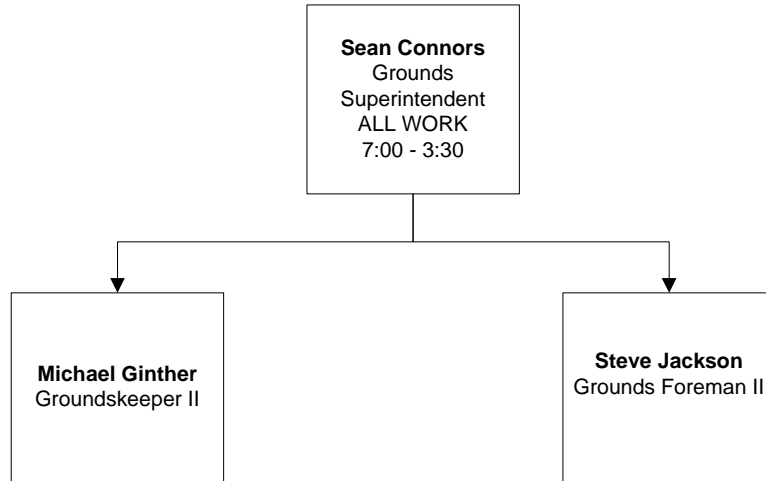 Sean Connors
Grounds
Superintendent
ALL WORK
7:00 - 3:30
Michael Ginther
Groundskeeper II
Steve Jackson
Grounds Foreman II